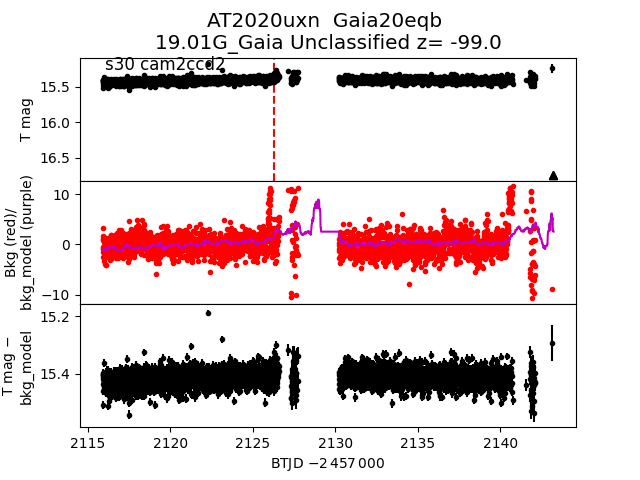 AT2020uxn  Gaia20eqb
19.01G_Gaia Unclassified z= -99.0
s30 cam2ccd2
T mag
15.5
16.0
16.5
Bkg (red)/
bkg_model (purple)
10
0
−10
T mag −
bkg_model
15.2
15.4
2115
2120
2125
2130
2135
2140
BTJD −2 457 000